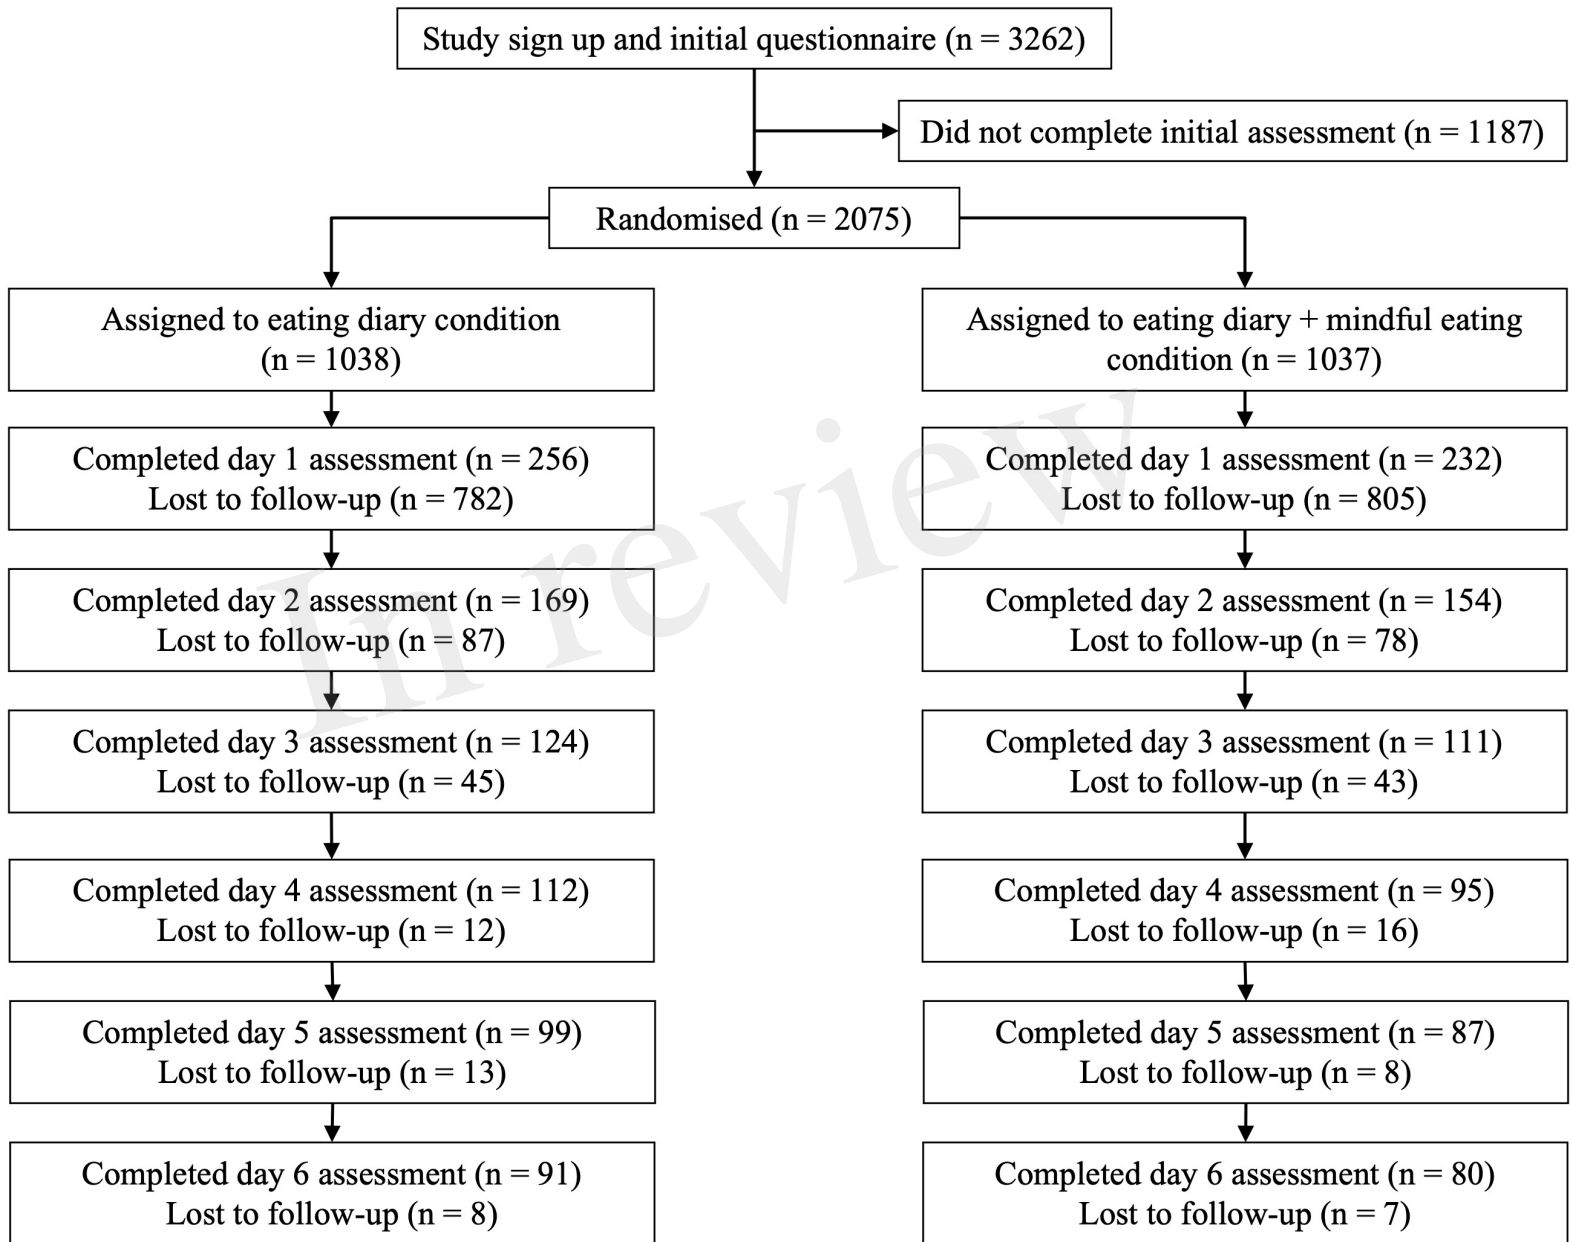 Study sign up and initial questionnaire (n = 3262)
Did not complete initial assessment (n = 1187)
Randomised (n = 2075)
Assigned to eating diary condition
(n = 1038)
Assigned to eating diary + mindful eating
condition (n = 1037)
Completed day 1 assessment (n = 256)
Lost to follow-up (n = 782)
Completed day 1 assessment (n = 232)
Lost to follow-up (n = 805)
Completed day 2 assessment (n = 169)
Lost to follow-up (n = 87)
Completed day 2 assessment (n = 154)
Lost to follow-up (n = 78)
Completed day 3 assessment (n = 124)
Lost to follow-up (n = 45)
Completed day 3 assessment (n = 111)
Lost to follow-up (n = 43)
Completed day 4 assessment (n = 112)
Lost to follow-up (n = 12)
Completed day 4 assessment (n = 95)
Lost to follow-up (n = 16)
Completed day 5 assessment (n = 99)
Lost to follow-up (n = 13)
Completed day 5 assessment (n = 87)
Lost to follow-up (n = 8)
Completed day 6 assessment (n = 91)
Lost to follow-up (n = 8)
Completed day 6 assessment (n = 80)
Lost to follow-up (n = 7)
In review